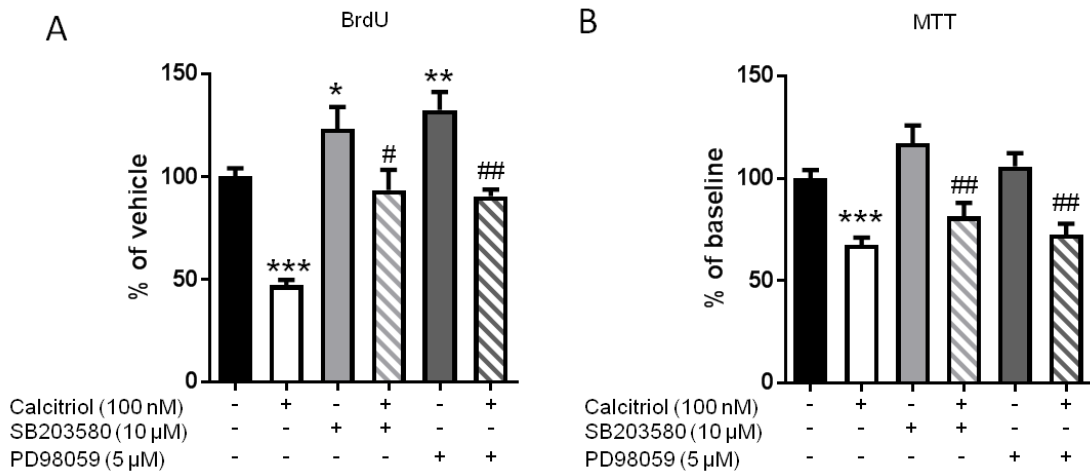 A
BrdU
% of vehicle
150
100
50
0
***
*
#
**
##
Calcitriol (100 nM) - + - + - +
SB203580 (10 µM) - - + + - -
PD98059 (5 µM) - - - - + +
B
MTT
% of baseline
150
100
50
0
***
##
##
Calcitriol (100 nM) - + - + - +
SB203580 (10 µM) - - + + - -
PD98059 (5 µM) - - - - + +